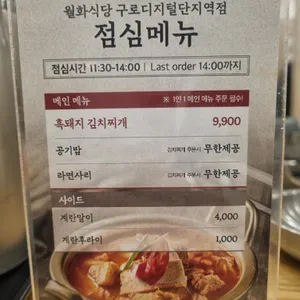 월화식당 구로디지털단지역점
점심메뉴
점심시간 11:30-14:00 | Last order 14:00까지
메인 메뉴 ※ 1인 1메인 메뉴 주문 필수!
흑돼지 김치찌개 9,900
공기밥 김치찌개 주문시 무한제공
라면사리 김치찌개 주문시 무한제공
사이드
계란말이 4,000
계란후라이 1,000